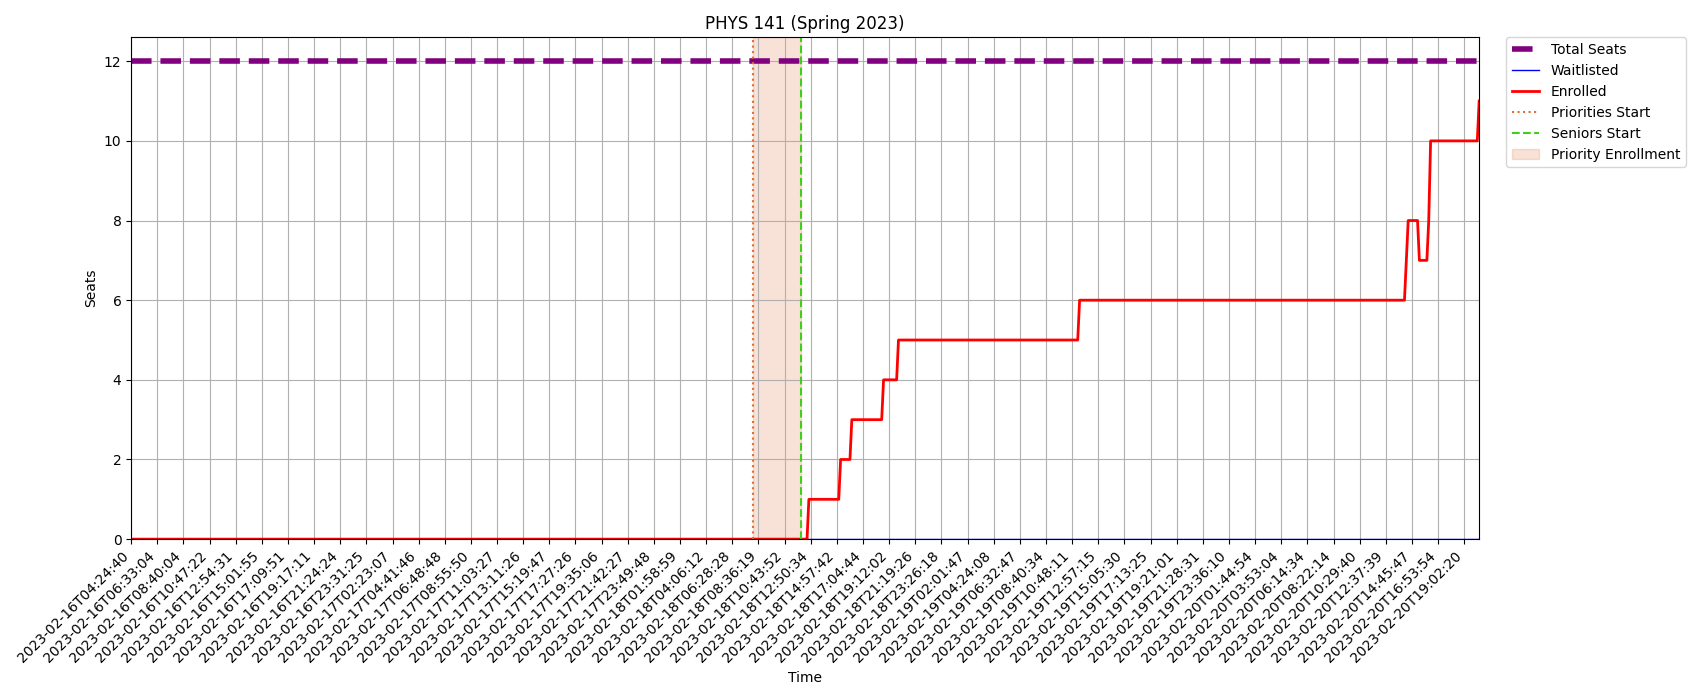 PHYS 141 (Spring 2023)
Total Seats
Waitlisted
Enrolled
Priorities Start
Seniors Start
Priority Enrollment
Seats
12
10
8
6
4
2
0
2023-02-16T04:24:40
2023-02-16T06:33:04
2023-02-16T08:40:04
2023-02-16T10:47:22
2023-02-16T12:54:31
2023-02-16T15:01:55
2023-02-16T17:09:51
2023-02-16T19:17:11
2023-02-16T21:24:24
2023-02-16T23:31:25
2023-02-17T02:23:07
2023-02-17T04:41:46
2023-02-17T06:48:48
2023-02-17T08:55:50
2023-02-17T11:03:27
2023-02-17T13:11:26
2023-02-17T15:19:47
2023-02-17T17:27:26
2023-02-17T19:35:06
2023-02-17T21:42:27
2023-02-17T23:49:48
2023-02-18T01:58:59
2023-02-18T04:06:12
2023-02-18T06:28:28
2023-02-18T08:36:19
2023-02-18T10:43:52
2023-02-18T12:50:34
2023-02-18T14:57:42
2023-02-18T17:04:44
2023-02-18T19:12:02
2023-02-18T21:19:26
2023-02-18T23:26:18
2023-02-19T02:01:47
2023-02-19T04:24:08
2023-02-19T06:32:47
2023-02-19T08:40:34
2023-02-19T10:48:11
2023-02-19T12:57:15
2023-02-19T15:05:30
2023-02-19T17:13:25
2023-02-19T19:21:01
2023-02-19T21:28:31
2023-02-19T23:36:10
2023-02-20T01:44:54
2023-02-20T03:53:04
2023-02-20T06:14:34
2023-02-20T08:22:14
2023-02-20T10:29:40
2023-02-20T12:37:39
2023-02-20T14:45:47
2023-02-20T16:53:54
2023-02-20T19:02:20
Time